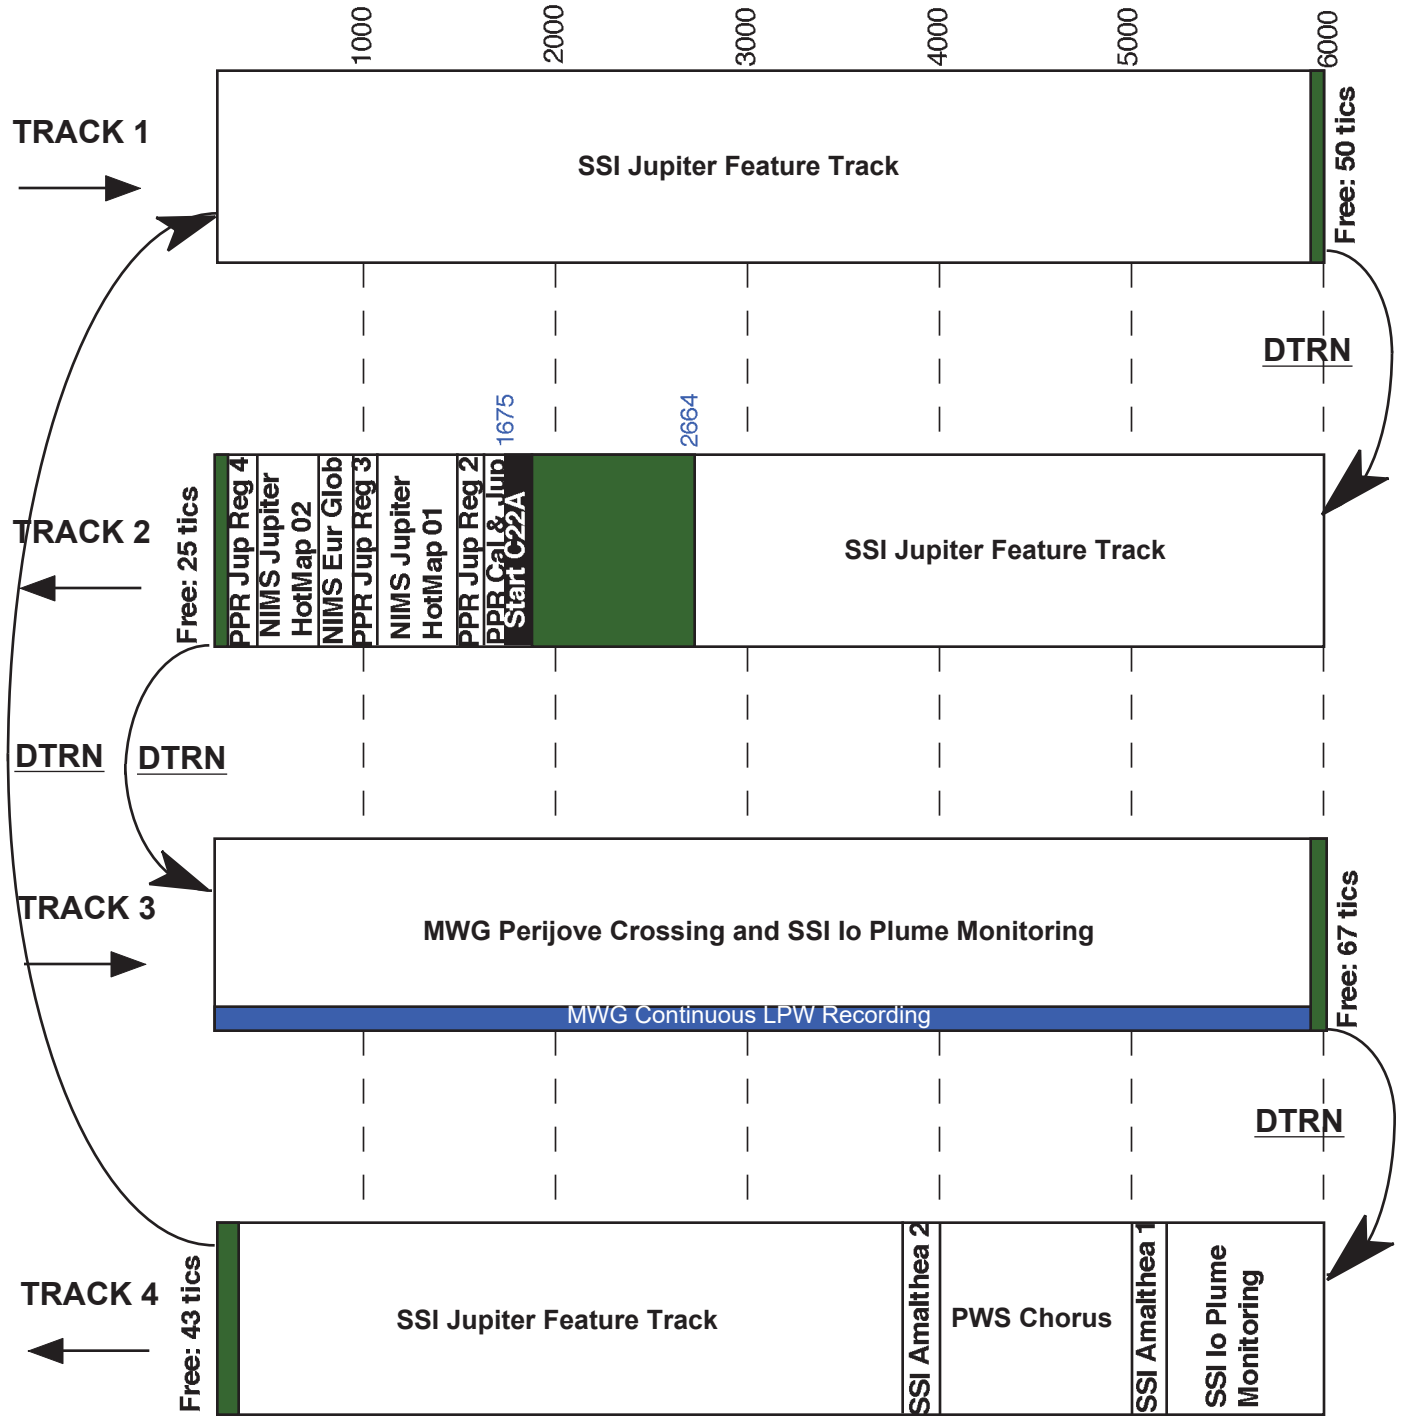 1000
2000
3000
4000
5000
6000
TRACK 1
SSI Jupiter Feature Track
Free: 50 tics
DTRN
1675
2664
TRACK 2
Free: 25 tics
PPR Jup Reg 4
NIMS Jupiter
HotMap 02
NIMS Eur Glob
PPR Jup Reg 3
NIMS Jupiter
HotMap 01
PPR Jup Reg 2
PPR Cal & Jup
Start C22A
SSI Jupiter Feature Track
DTRN
DTRN
TRACK 3
MWG Perijove Crossing and SSI Io Plume Monitoring
MWG Continuous LPW Recording
Free: 67 tics
DTRN
TRACK 4
Free: 43 tics
SSI Jupiter Feature Track
SSI Amalthea 2
PWS Chorus
SSI Amalthea 1
SSI Io Plume
Monitoring